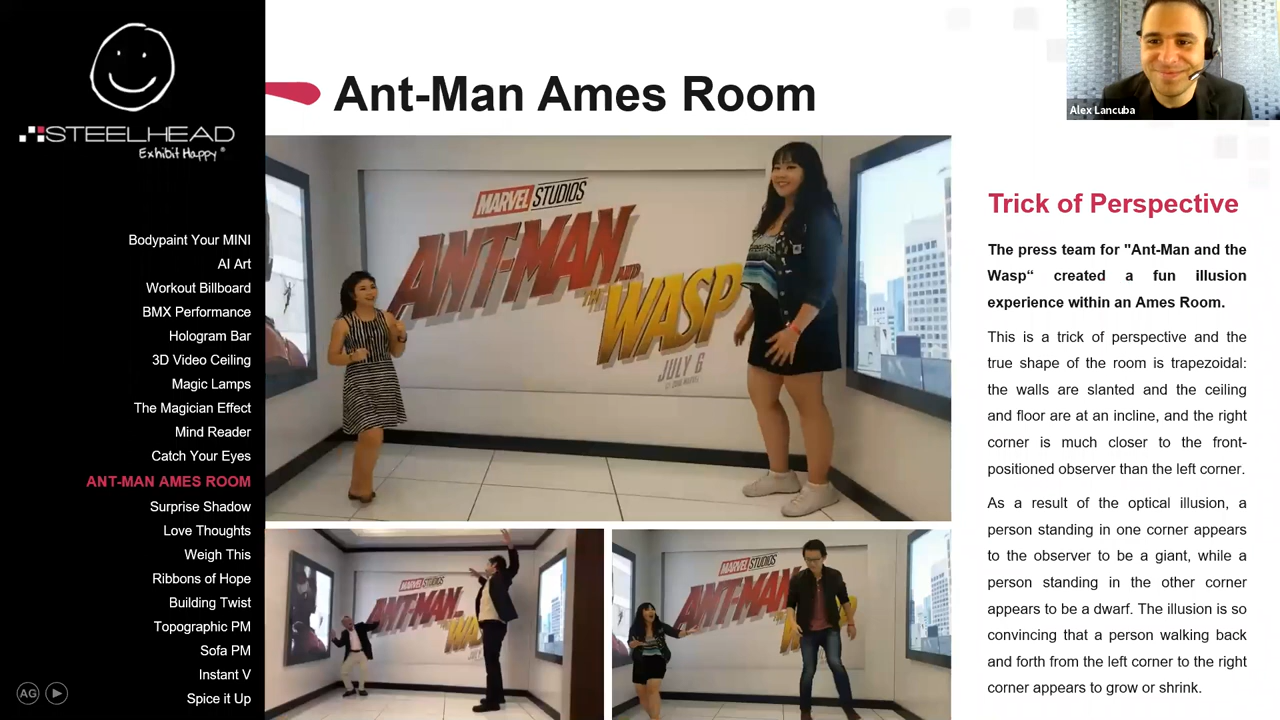 STEELHEAD
Exhibit Happy®
Bodypaint Your MINI
AI Art
Workout Billboard
BMX Performance
Hologram Bar
3D Video Ceiling
Magic Lamps
The Magician Effect
Mind Reader
Catch Your Eyes
ANT-MAN AMES ROOM
Surprise Shadow
Love Thoughts
Weigh This
Ribbons of Hope
Building Twist
Topographic PM
Sofa PM
Instant V
Spice it Up
AG
Ant-Man Ames Room
MARVEL STUDIOS
ANT-MAN
AND
THE WASP
JULY 6
MARVEL STUDIOS
ANT-MAN
MARVEL STUDIOS
ANT-MAN
Alex Lancuba
Trick of Perspective
The press team for "Ant-Man and the
Wasp“ created a fun illusion
experience within an Ames Room.
This is a trick of perspective and the
true shape of the room is trapezoidal:
the walls are slanted and the ceiling
and floor are at an incline, and the right
corner is much closer to the front-
positioned observer than the left corner.
As a result of the optical illusion, a
person standing in one corner appears
to the observer to be a giant, while a
person standing in the other corner
appears to be a dwarf. The illusion is so
convincing that a person walking back
and forth from the left corner to the right
corner appears to grow or shrink.